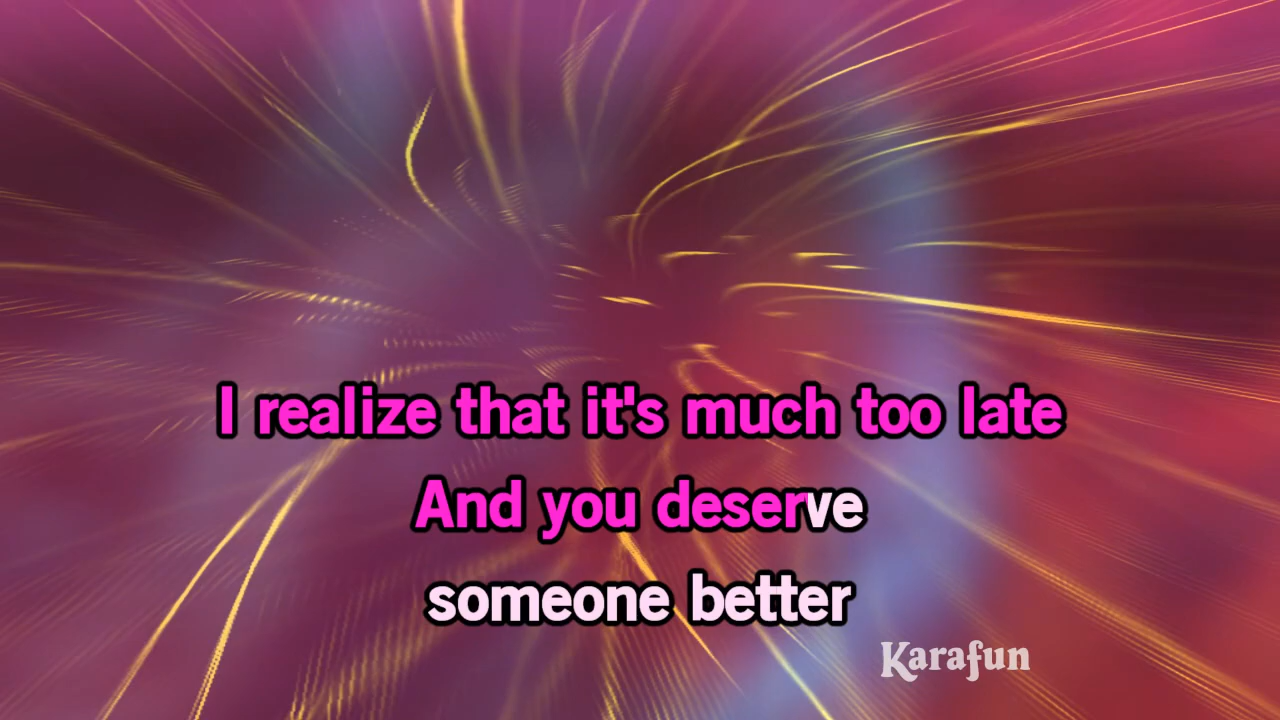 I realize that it's much too late
And you deserve
someone better
Karafun